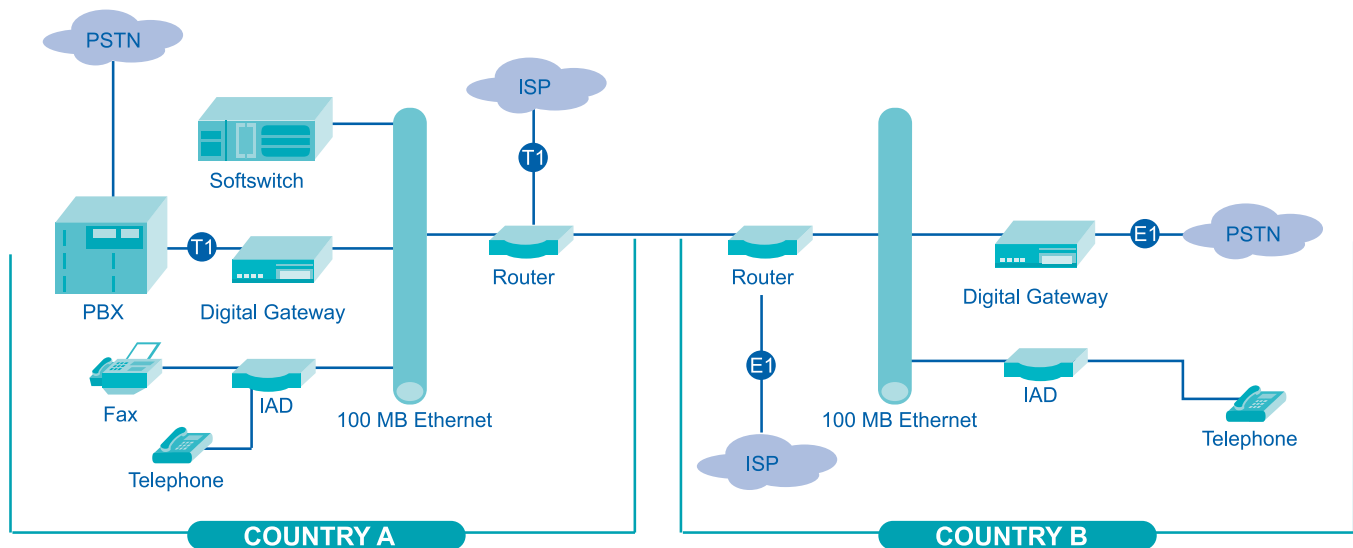 PSTN
ISP
T1
Softswitch
T1
PBX
Digital Gateway
Router
Fax
IAD
100 MB Ethernet
Telephone
COUNTRY A
Router
E1
ISP
100 MB Ethernet
Digital Gateway
E1
PSTN
IAD
Telephone
COUNTRY B